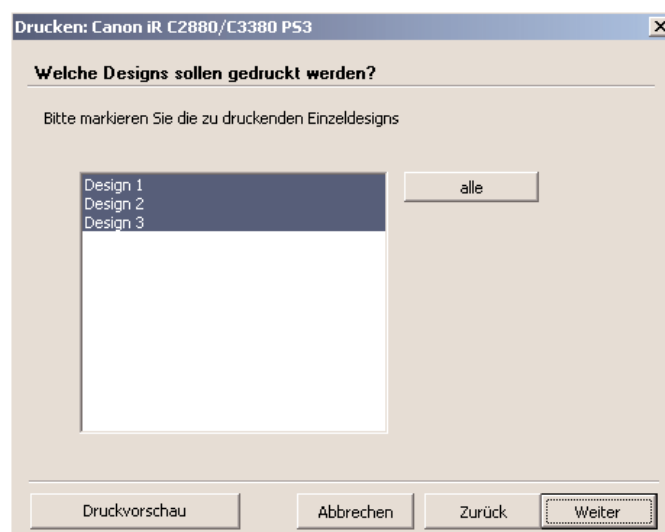 Drucken: Canon iR C2880/C3380 PS3
Welche Designs sollen gedruckt werden?
Bitte markieren Sie die zu druckenden Einzeldesigns
Design 1
alle
Design 2
Design 3
Druckvorschau
Abbrechen
Zurück
Weiter